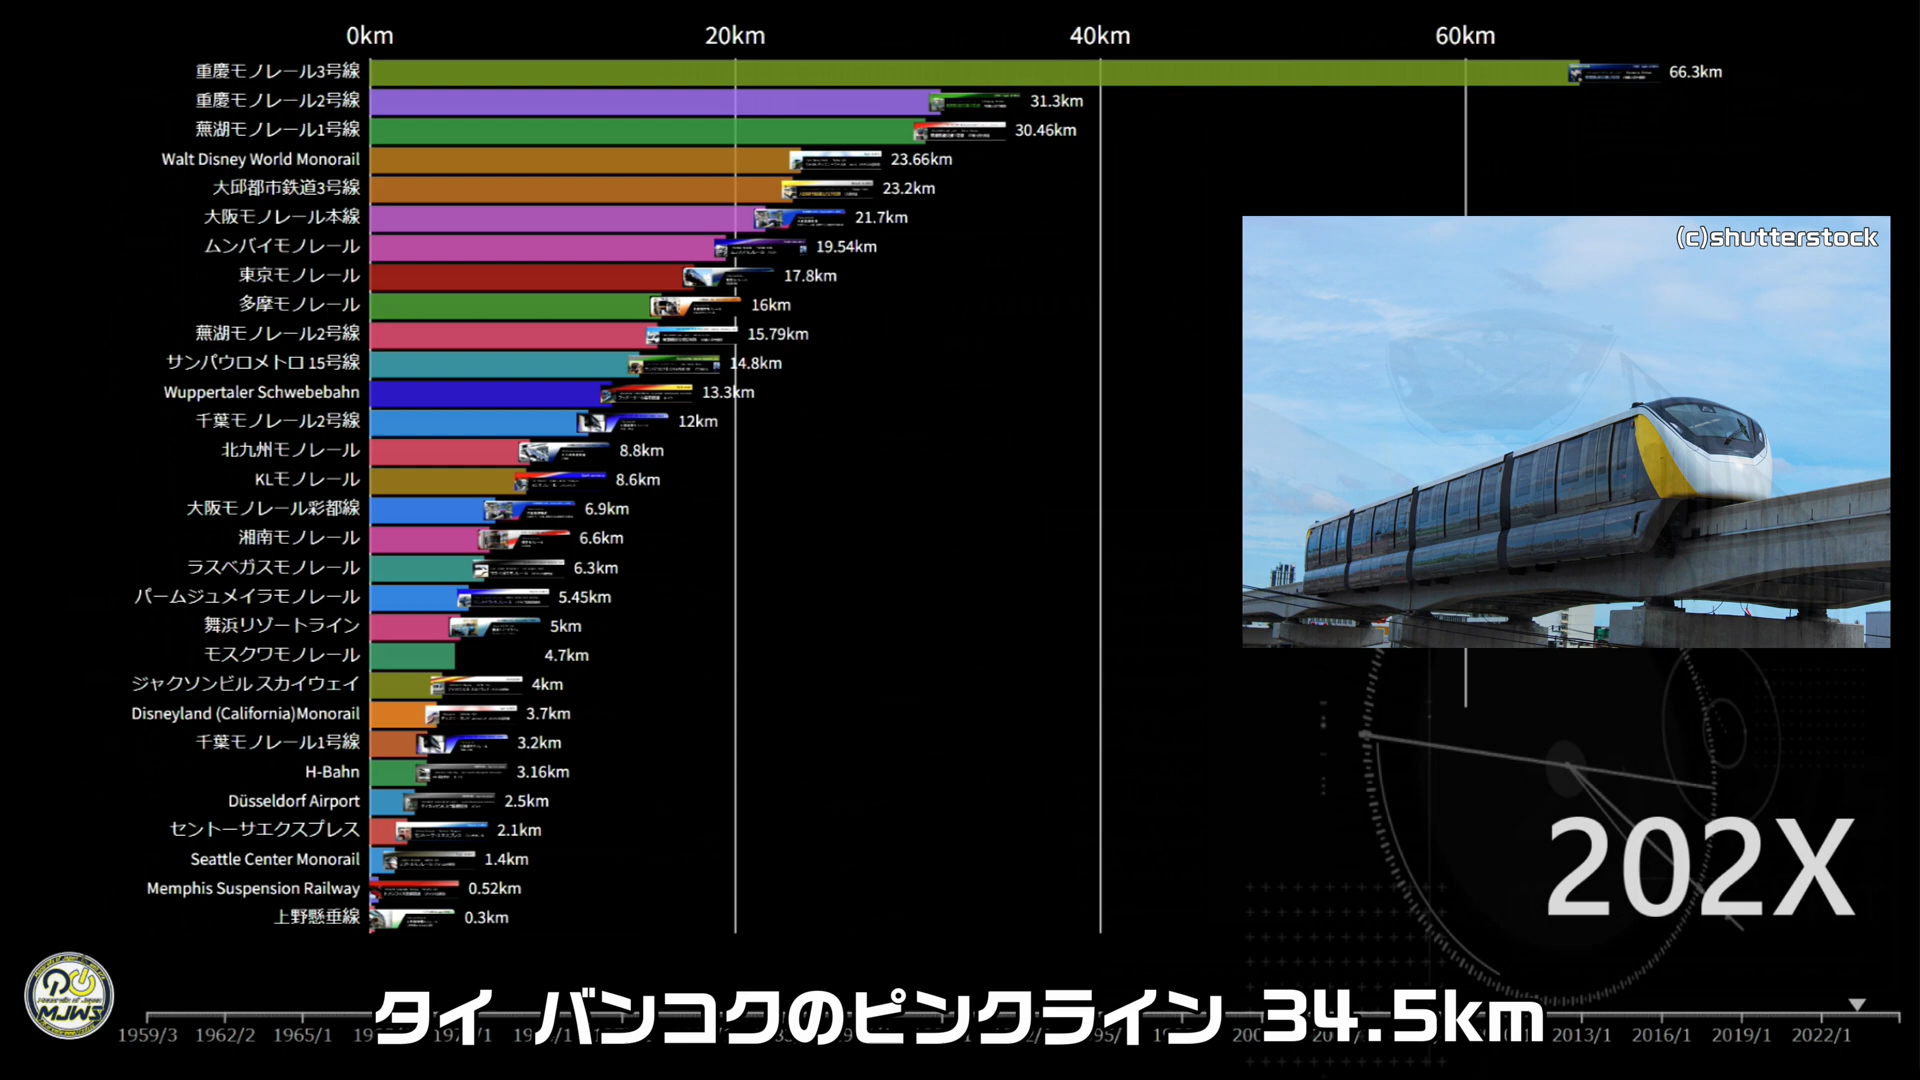 0km 20km 40km 60km
重慶モノレール3号線 66.3km
重慶モノレール2号線 31.3km
蕪湖モノレール1号線 30.46km
Walt Disney World Monorail 23.66km
大邱都市鉄道3号線 23.2km
大阪モノレール本線 21.7km
(c)shutterstock
ムンバイモノレール 19.54km
東京モノレール 17.8km
多摩モノレール 16km
蕪湖モノレール2号線 15.79km
サンパウロメトロ 15号線 14.8km
Wuppertaler Schwebebahn 13.3km
千葉モノレール2号線 12km
北九州モノレール 8.8km
KLモノレール 8.6km
大阪モノレール彩都線 6.9km
湘南モノレール 6.6km
ラスベガスモノレール 6.3km
パームジュメイラモノレール 5.45km
舞浜リゾートライン 5km
モスクワモノレール 4.7km
ジャクソンビル スカイウェイ 4km
Disneyland (California)Monorail 3.7km
千葉モノレール1号線 3.2km
H-Bahn 3.16km
Düsseldorf Airport 2.5km
セントーサエクスプレス 2.1km
Seattle Center Monorail 1.4km
Memphis Suspension Railway 0.52km
上野懸垂線 0.3km
202X
MJWS
タイ バンコクのピンクライン 34.5km
1959/3 1962/2 1965/1 2013/1 2016/1 2019/1 2022/1